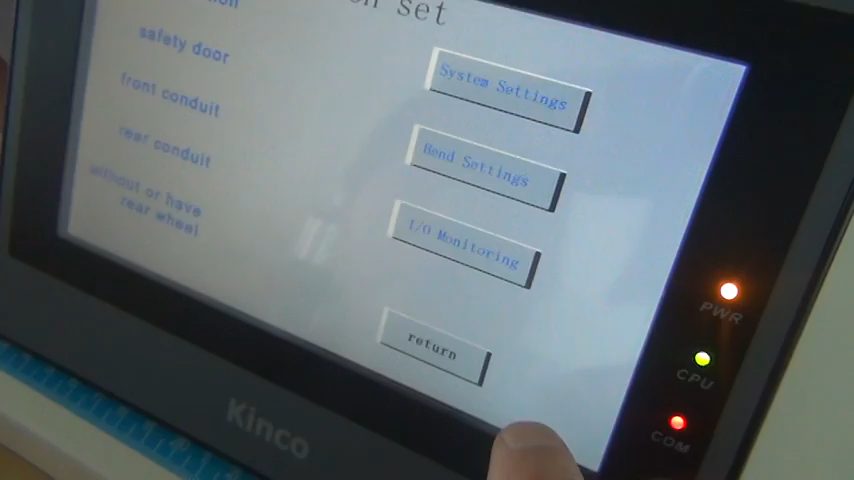 set
safety door
front conduit
rear conduit
without or have
rear wheel
System Settings
Bend Settings
I/O Monitoring
return
PWR
CPU
COM
Kinco